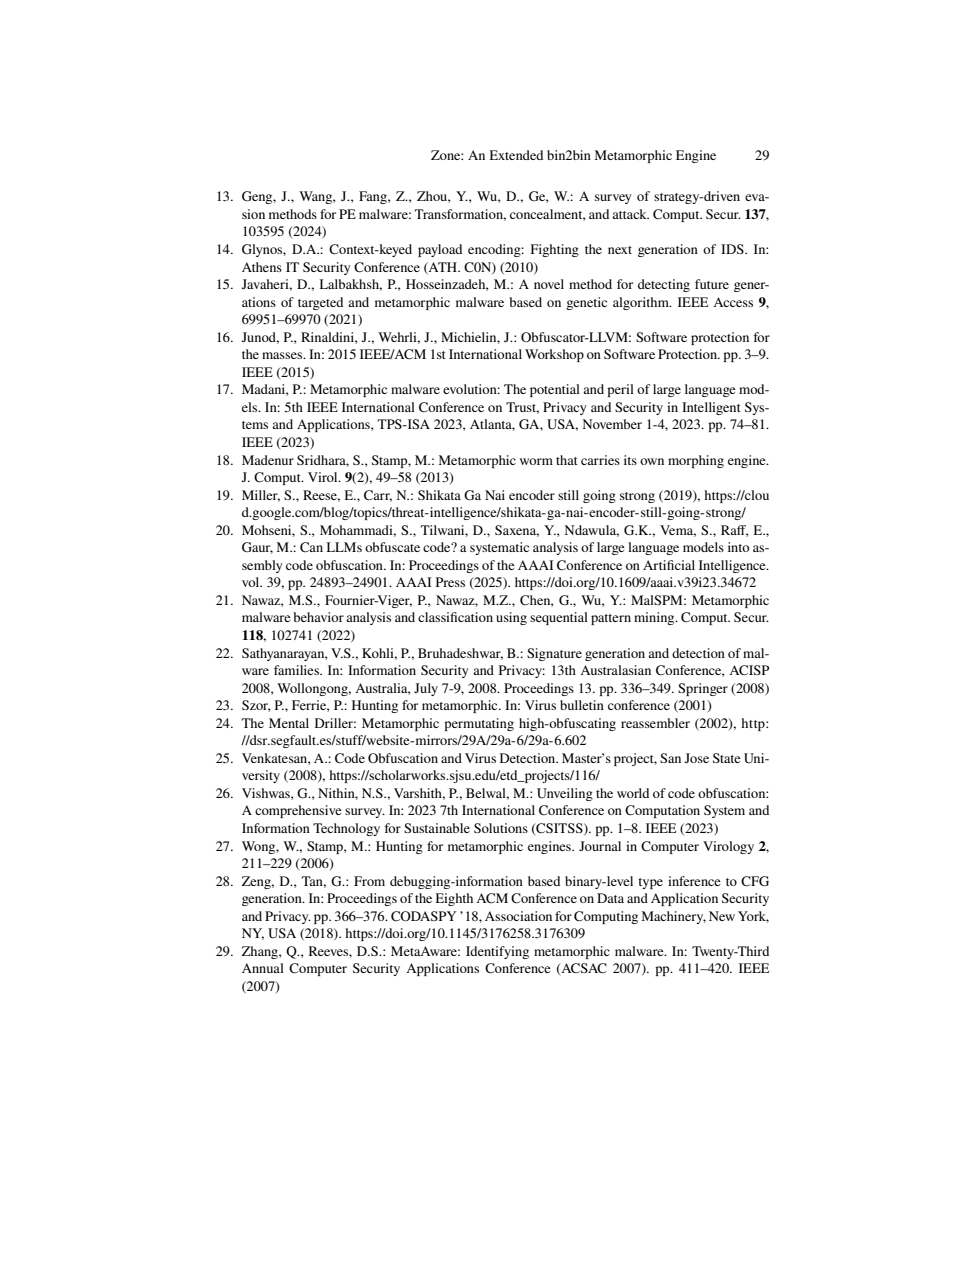 Zone: An Extended bin2bin Metamorphic Engine 29
13. Geng, J., Wang, J., Fang, Z., Zhou, Y., Wu, D., Ge, W.: A survey of strategy-driven eva-
sion methods for PE malware: Transformation, concealment, and attack. Comput. Secur. 137,
103595 (2024)
14. Glynos, D.A.: Context-keyed payload encoding: Fighting the next generation of IDS. In:
Athens IT Security Conference (ATH. C0N) (2010)
15. Javaheri, D., Lalbakhsh, P., Hosseinzadeh, M.: A novel method for detecting future gener-
ations of targeted and metamorphic malware based on genetic algorithm. IEEE Access 9,
69951–69970 (2021)
16. Junod, P., Rinaldini, J., Wehrli, J., Michielin, J.: Obfuscator-LLVM: Software protection for
the masses. In: 2015 IEEE/ACM 1st International Workshop on Software Protection. pp. 3–9.
IEEE (2015)
17. Madani, P.: Metamorphic malware evolution: The potential and peril of large language mod-
els. In: 5th IEEE International Conference on Trust, Privacy and Security in Intelligent Sys-
tems and Applications, TPS-ISA 2023, Atlanta, GA, USA, November 1-4, 2023. pp. 74–81.
IEEE (2023)
18. Madenur Sridhara, S., Stamp, M.: Metamorphic worm that carries its own morphing engine.
J. Comput. Virol. 9(2), 49–58 (2013)
19. Miller, S., Reese, E., Carr, N.: Shikata Ga Nai encoder still going strong (2019), https://clou
d.google.com/blog/topics/threat-intelligence/shikata-ga-nai-encoder-still-going-strong/
20. Mohseni, S., Mohammadi, S., Tilwani, D., Saxena, Y., Ndawula, G.K., Vema, S., Raff, E.,
Gaur, M.: Can LLMs obfuscate code? a systematic analysis of large language models into as-
sembly code obfuscation. In: Proceedings of the AAAI Conference on Artificial Intelligence.
vol. 39, pp. 24893–24901. AAAI Press (2025). https://doi.org/10.1609/aaai.v39i23.34672
21. Nawaz, M.S., Fournier-Viger, P., Nawaz, M.Z., Chen, G., Wu, Y.: MalSPM: Metamorphic
malware behavior analysis and classification using sequential pattern mining. Comput. Secur.
118, 102741 (2022)
22. Sathyanarayan, V.S., Kohli, P., Bruhadeshwar, B.: Signature generation and detection of mal-
ware families. In: Information Security and Privacy: 13th Australasian Conference, ACISP
2008, Wollongong, Australia, July 7-9, 2008. Proceedings 13. pp. 336–349. Springer (2008)
23. Szor, P., Ferrie, P.: Hunting for metamorphic. In: Virus bulletin conference (2001)
24. The Mental Driller: Metamorphic permutating high-obfuscating reassembler (2002), http:
//dsr.segfault.es/stuff/website-mirrors/29A/29a-6/29a-6.602
25. Venkatesan, A.: Code Obfuscation and Virus Detection. Master's project, San Jose State Uni-
versity (2008), https://scholarworks.sjsu.edu/etd_projects/116/
26. Vishwas, G., Nithin, N.S., Varshith, P., Belwal, M.: Unveiling the world of code obfuscation:
A comprehensive survey. In: 2023 7th International Conference on Computation System and
Information Technology for Sustainable Solutions (CSITSS). pp. 1–8. IEEE (2023)
27. Wong, W., Stamp, M.: Hunting for metamorphic engines. Journal in Computer Virology 2,
211–229 (2006)
28. Zeng, D., Tan, G.: From debugging-information based binary-level type inference to CFG
generation. In: Proceedings of the Eighth ACM Conference on Data and Application Security
and Privacy. pp. 366–376. CODASPY '18, Association for Computing Machinery, New York,
NY, USA (2018). https://doi.org/10.1145/3176258.3176309
29. Zhang, Q., Reeves, D.S.: MetaAware: Identifying metamorphic malware. In: Twenty-Third
Annual Computer Security Applications Conference (ACSAC 2007). pp. 411–420. IEEE
(2007)